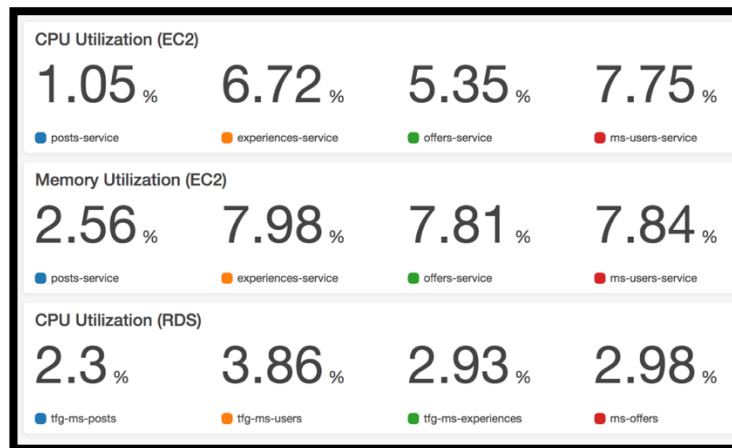 CPU Utilization (EC2)
1.05 % 6.72 % 5.35 % 7.75 %
posts-service experiences-service offers-service ms-users-service
Memory Utilization (EC2)
2.56 % 7.98 % 7.81 % 7.84 %
posts-service experiences-service offers-service ms-users-service
CPU Utilization (RDS)
2.3 % 3.86 % 2.93 % 2.98 %
tfg-ms-posts tfg-ms-users tfg-ms-experiences ms-offers